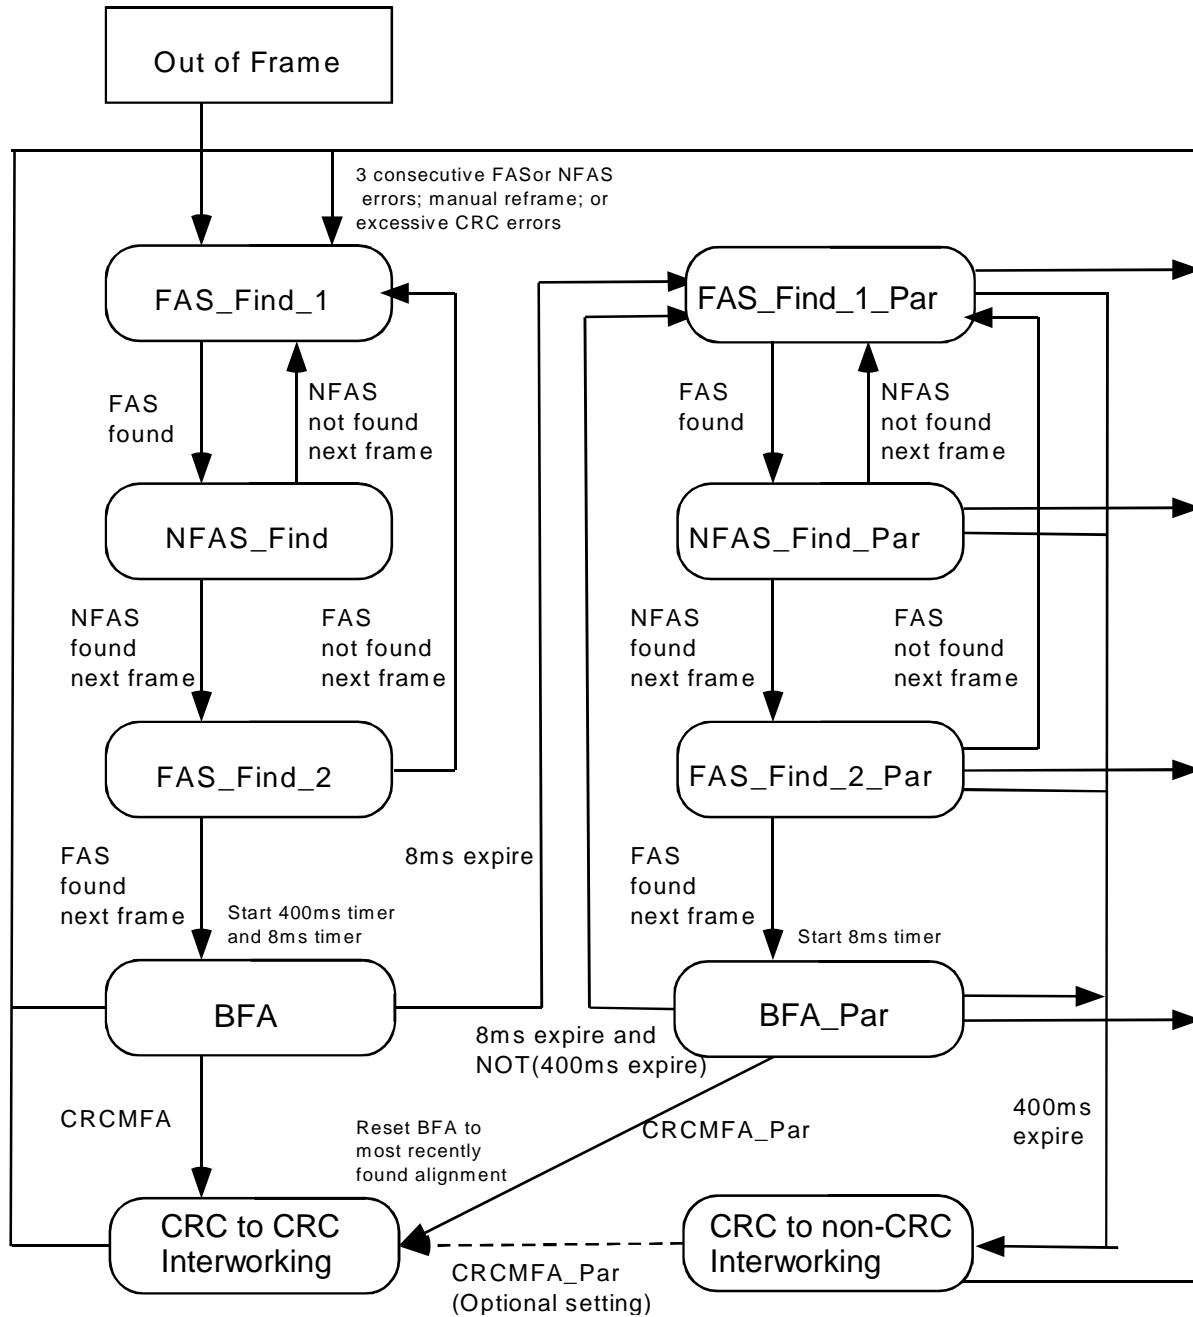 Out of Frame
3 consecutive FASor NFAS
errors; manual reframe; or
excessive CRC errors
FAS_Find_1
FAS_Find_1_Par
FAS
found
NFAS
not found
next frame
FAS
found
NFAS
not found
next frame
NFAS_Find
NFAS_Find_Par
NFAS
found
next frame
FAS
not found
next frame
NFAS
found
next frame
FAS
not found
next frame
FAS_Find_2
FAS_Find_2_Par
FAS
found
next frame
8ms expire
Start 400ms timer
and 8ms timer
FAS
found
next frame
Start 8ms timer
BFA
BFA_Par
8ms expire and
NOT(400ms expire)
CRCMFA
Reset BFA to
most recently
found alignment
CRCMFA_Par
400ms
expire
CRC to CRC
Interworking
CRC to non-CRC
Interworking
CRCMFA_Par
(Optional setting)